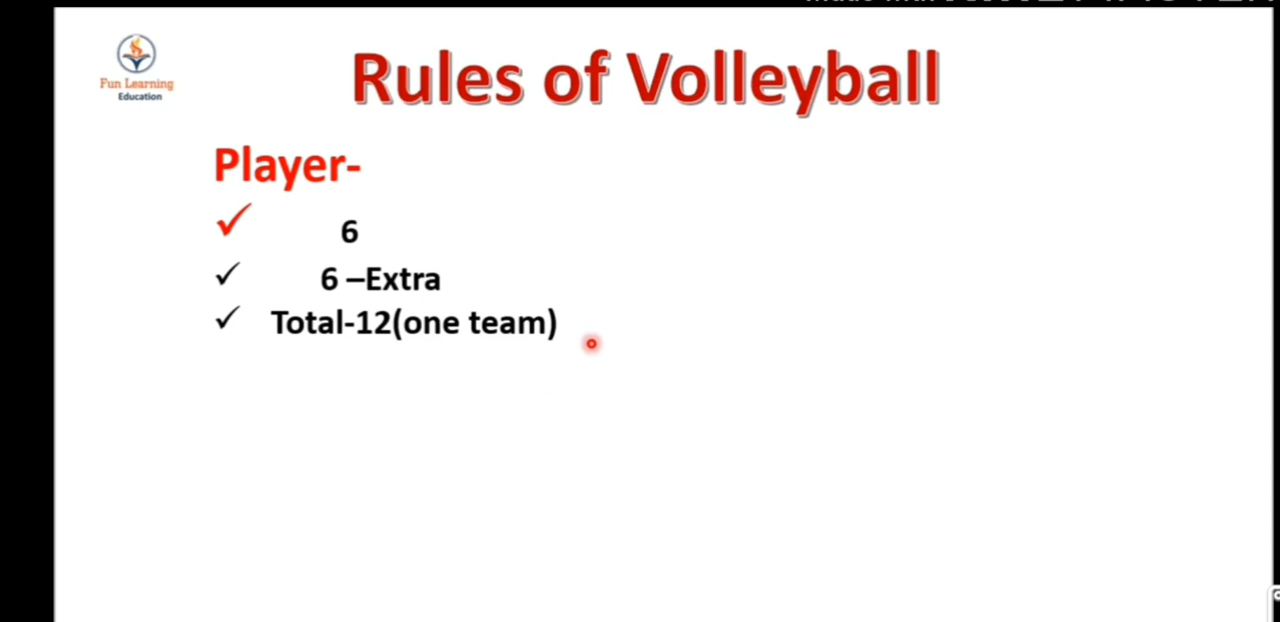 Fun Learning
Education
Rules of Volleyball
Player-
✓ 6
✓ 6 –Extra
✓ Total-12(one team)